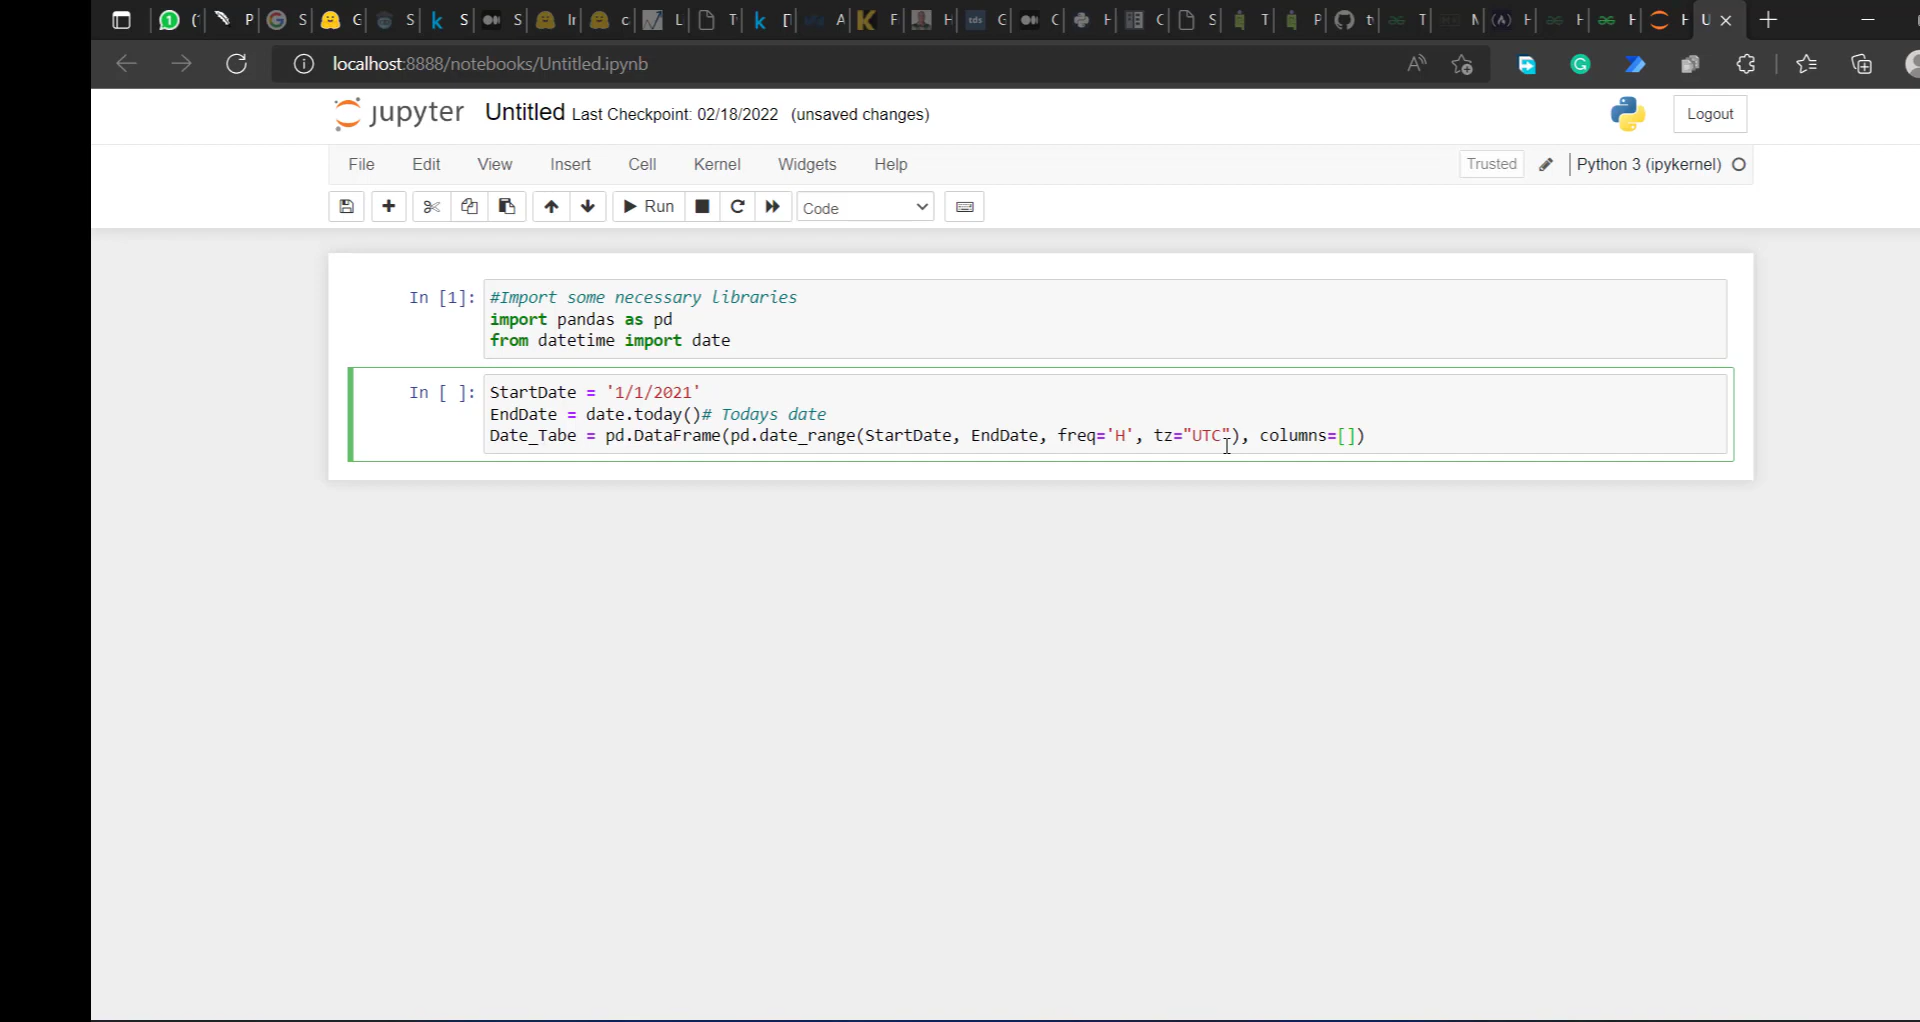 localhost:8888/notebooks/Untitled.ipynb
jupyter Untitled Last Checkpoint: 02/18/2022 (unsaved changes)
Logout
File Edit View Insert Cell Kernel Widgets Help
Trusted Python 3 (ipykernel)
Run
Code
In [1]: #Import some necessary libraries
import pandas as pd
from datetime import date
In [ ]: StartDate = '1/1/2021'
EndDate = date.today()# Todays date
Date_Tabe = pd.DataFrame(pd.date_range(StartDate, EndDate, freq='H', tz="UTC"), columns=[])